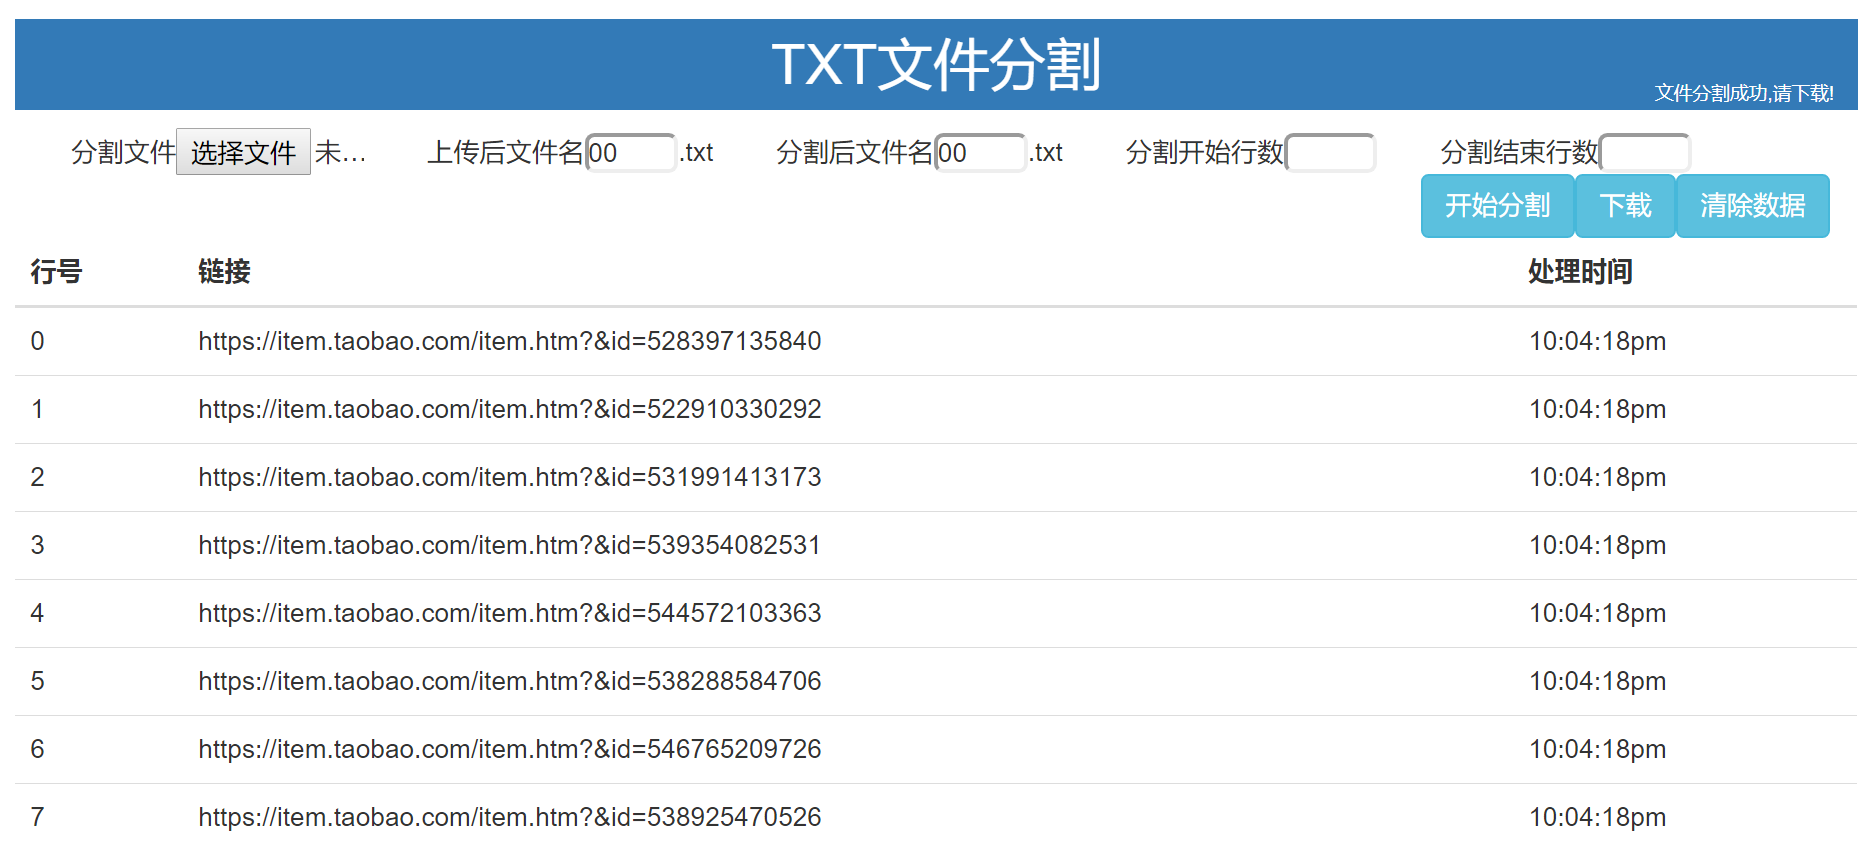 TXT文件分割
文件分割成功,请下载!
分割文件 选择文件 未... 上传后文件名 00 .txt 分割后文件名 00 .txt 分割开始行数 分割结束行数
开始分割 下载 清除数据
行号 链接 处理时间
0 https://item.taobao.com/item.htm?&id=528397135840 10:04:18pm
1 https://item.taobao.com/item.htm?&id=522910330292 10:04:18pm
2 https://item.taobao.com/item.htm?&id=531991413173 10:04:18pm
3 https://item.taobao.com/item.htm?&id=539354082531 10:04:18pm
4 https://item.taobao.com/item.htm?&id=544572103363 10:04:18pm
5 https://item.taobao.com/item.htm?&id=538288584706 10:04:18pm
6 https://item.taobao.com/item.htm?&id=546765209726 10:04:18pm
7 https://item.taobao.com/item.htm?&id=538925470526 10:04:18pm